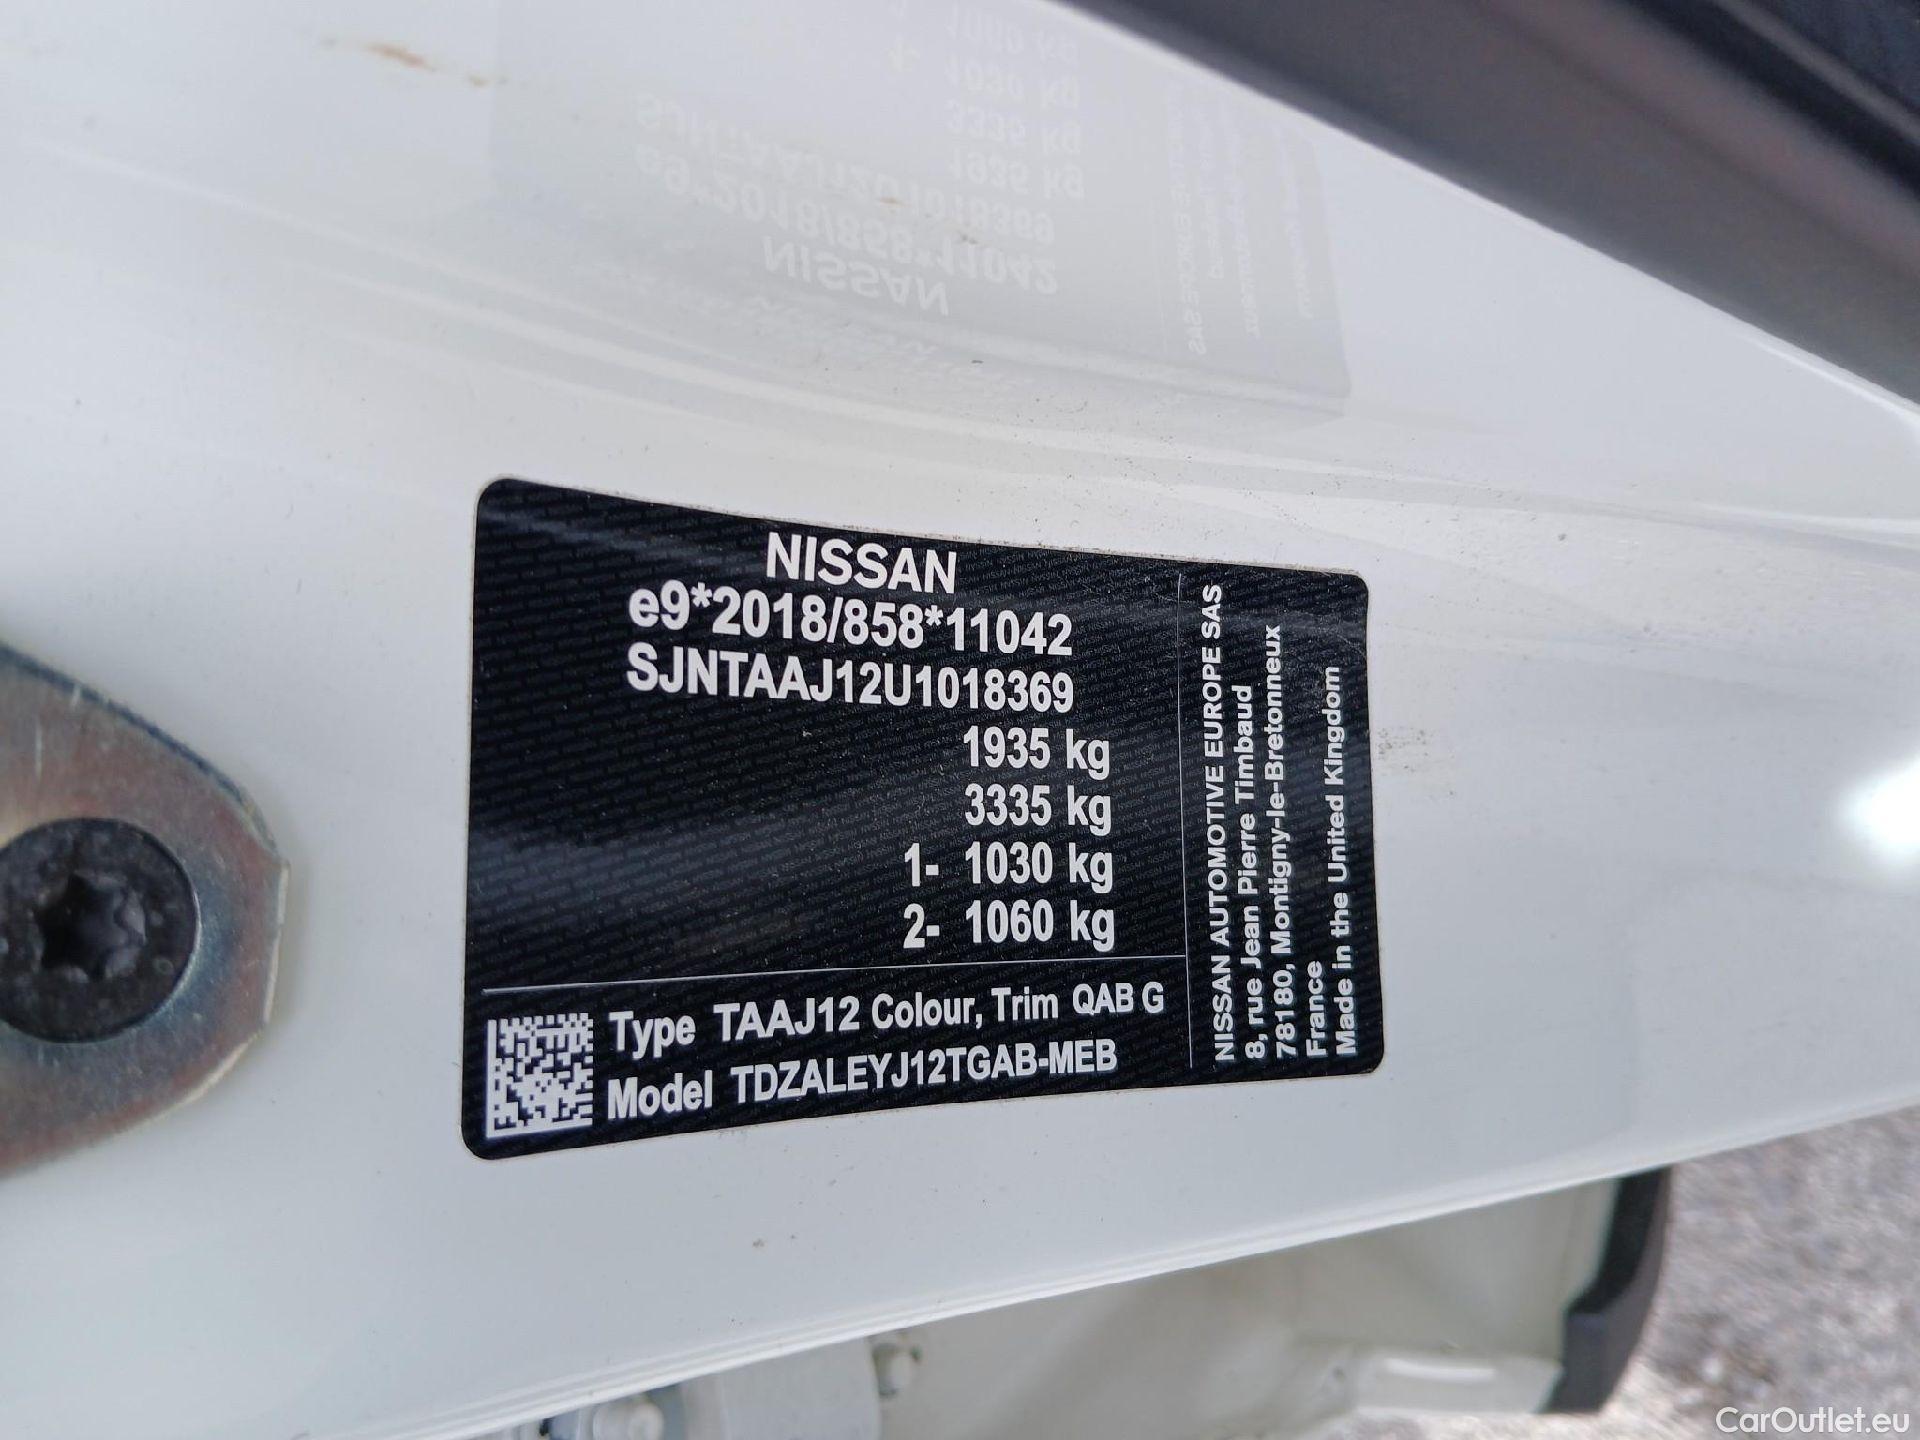 NISSAN
e9*2018/858*11042
SJNTAAJ12U1018369
1935 kg
3335 kg
1- 1030 kg
2- 1060 kg
Type TAAJ12 Colour, Trim QAB G
Model TDZALEYJ12TGAB-MEB
NISSAN AUTOMOTIVE EUROPE SAS
8, rue Jean Pierre Timbaud
78180, Montigny-le-Bretonneux
France
Made in the United Kingdom
CarOutlet.eu